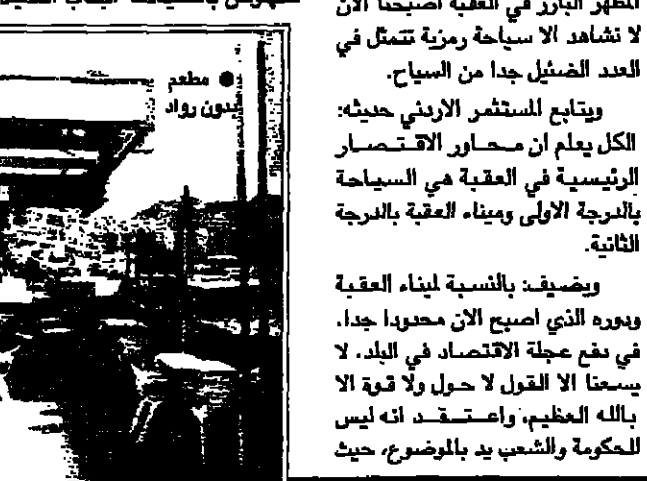 المظهر البارز في العقبة اصبحنا الآن
لا نشاهد الا سياحة رمزية تتمثل في
العدد الضئيل جدا من السياح.
ويتابع المستثمر الاردني حديثه:
الكل يعلم ان محاور الاقتصار
الرئيسية في العقبة هي السياحة
بالدرجة الاولى وميناء العقبة بالدرجة
الثانية.
ويضيف: بالنسبة لميناء العقبة
ودوره الذي اصبح الان محدودا جدا.
في دفع عجلة الاقتصاد في البلد. لا
يسعنا الا القول لا حول ولا قوة الا
بالله العظيم، واعتقد انه ليس
للحكومة والشعب يد بالموضوع، حيث
● مطعم
بدون رواد